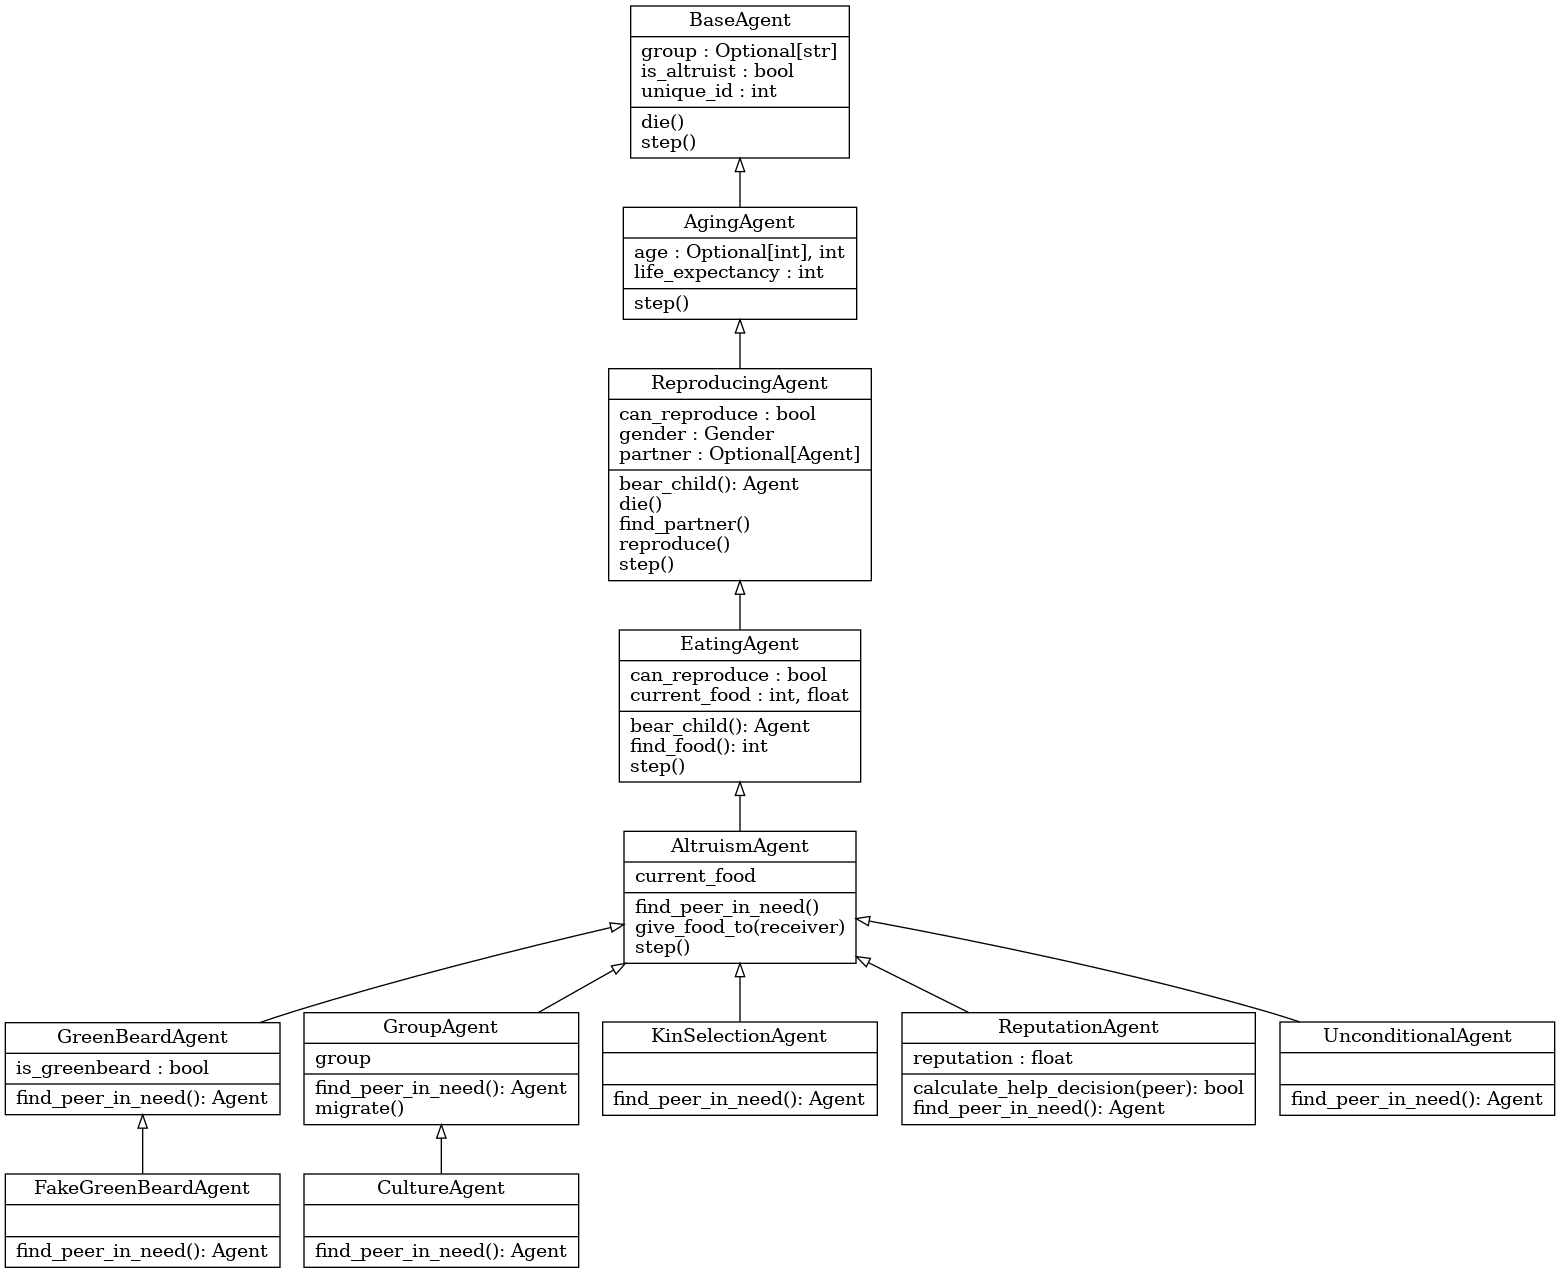 BaseAgent
group : Optional[str]
is_altruist : bool
unique_id : int
die()
step()
AgingAgent
age : Optional[int], int
life_expectancy : int
step()
ReproducingAgent
can_reproduce : bool
gender : Gender
partner : Optional[Agent]
bear_child(): Agent
die()
find_partner()
reproduce()
step()
EatingAgent
can_reproduce : bool
current_food : int, float
bear_child(): Agent
find_food(): int
step()
AltruismAgent
current_food
find_peer_in_need()
give_food_to(receiver)
step()
GreenBeardAgent
is_greenbeard : bool
find_peer_in_need(): Agent
GroupAgent
group
find_peer_in_need(): Agent
migrate()
KinSelectionAgent
find_peer_in_need(): Agent
ReputationAgent
reputation : float
calculate_help_decision(peer): bool
find_peer_in_need(): Agent
UnconditionalAgent
find_peer_in_need(): Agent
FakeGreenBeardAgent
find_peer_in_need(): Agent
CultureAgent
find_peer_in_need(): Agent